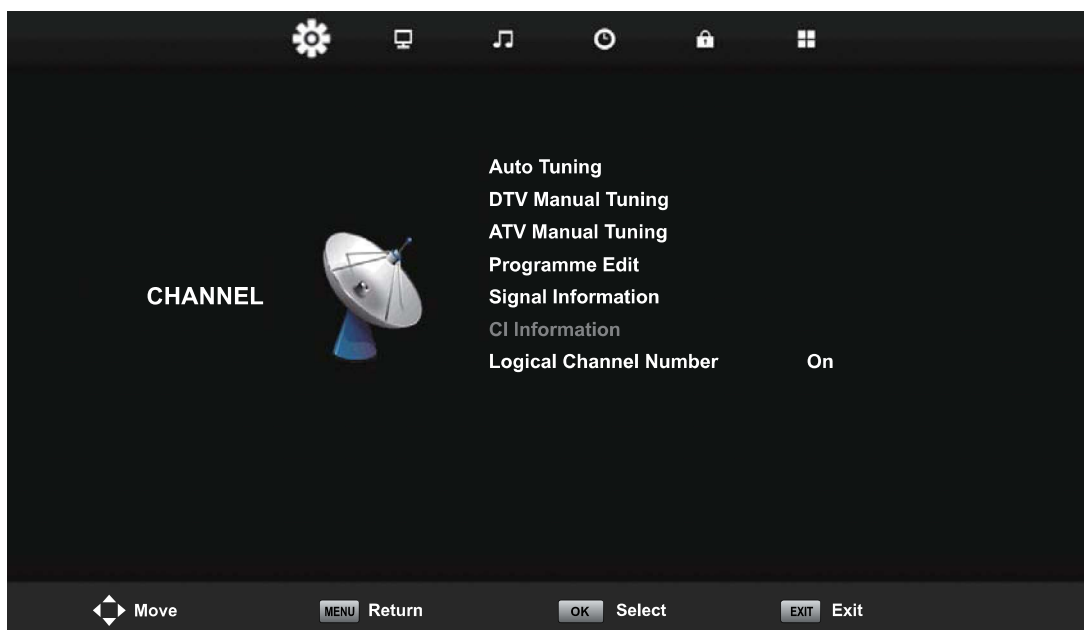 Auto Tuning
DTV Manual Tuning
ATV Manual Tuning
Programme Edit
CHANNEL
Signal Information
CI Information
Logical Channel Number On
Move MENU Return OK Select EXIT Exit